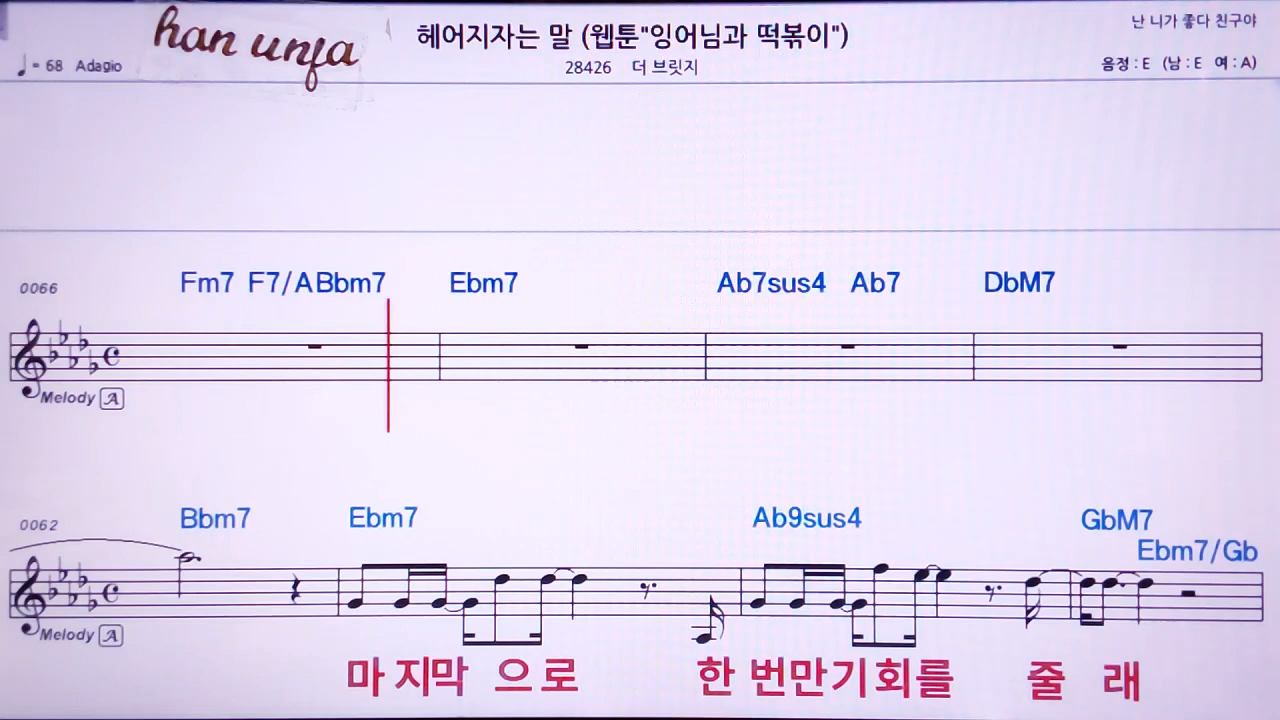 han unfa
헤어지자는 말 (웹툰"잉어님과 떡볶이")
난 니가 좋다 친구야
♩= 68 Adagio
28426 더 브릿지
음정 : E (남 : E 여 : A)
0066
Fm7 F7/A Bbm7 Ebm7 Ab7sus4 Ab7 DbM7
Melody A
0062
Bbm7 Ebm7 Ab9sus4 GbM7
Ebm7/Gb
Melody A
마 지막 으로 한 번만기회를 줄 래